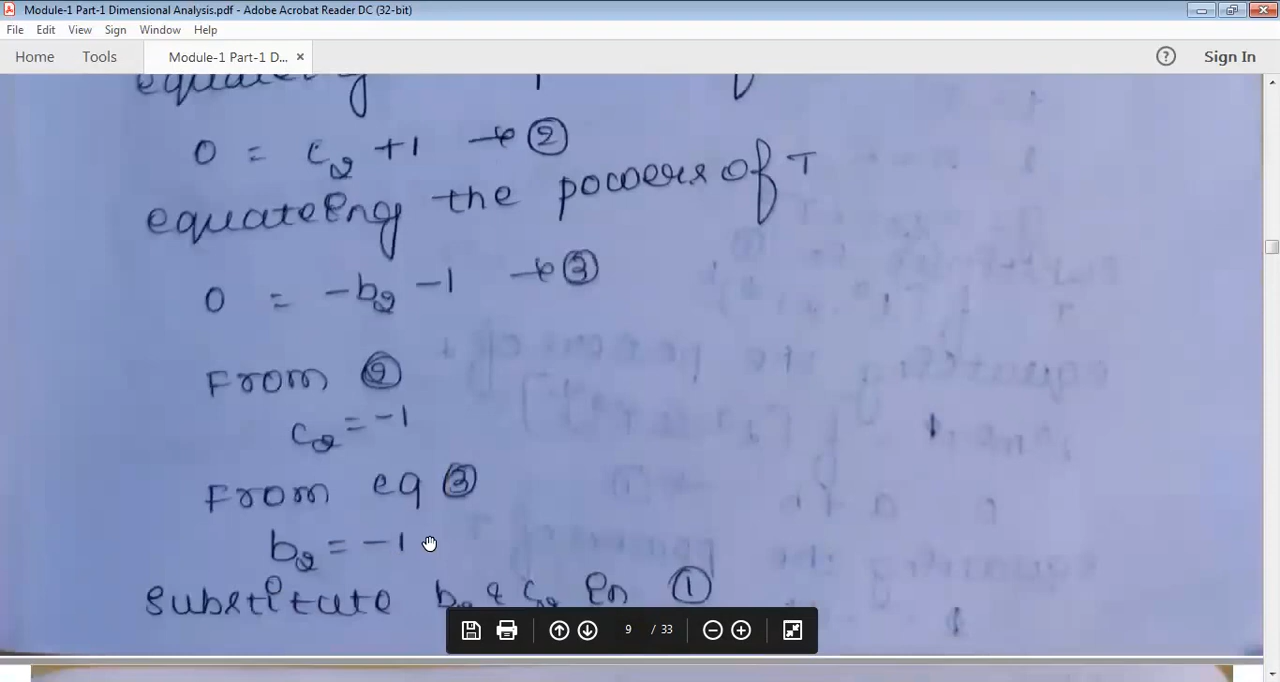 Module-1 Part-1 Dimensional Analysis.pdf - Adobe Acrobat Reader DC (32-bit)
File Edit View Sign Window Help
Home Tools Module-1 Part-1 D... × ? Sign In
0 = c₂ +1 → ②
equateing the powers of T
0 = -b₂ -1 → ③
From ②
c₂ = -1
From eq ③
b₂ = -1
substitute b₂ & c₂ in ①
9 / 33